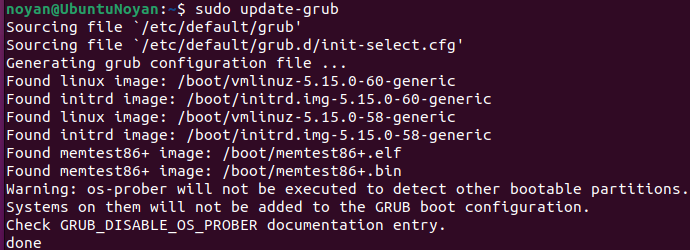 noyan@UbuntuNoyan:~$ sudo update-grub
Sourcing file `/etc/default/grub'
Sourcing file `/etc/default/grub.d/init-select.cfg'
Generating grub configuration file ...
Found linux image: /boot/vmlinuz-5.15.0-60-generic
Found initrd image: /boot/initrd.img-5.15.0-60-generic
Found linux image: /boot/vmlinuz-5.15.0-58-generic
Found initrd image: /boot/initrd.img-5.15.0-58-generic
Found memtest86+ image: /boot/memtest86+.elf
Found memtest86+ image: /boot/memtest86+.bin
Warning: os-prober will not be executed to detect other bootable partitions.
Systems on them will not be added to the GRUB boot configuration.
Check GRUB_DISABLE_OS_PROBER documentation entry.
done